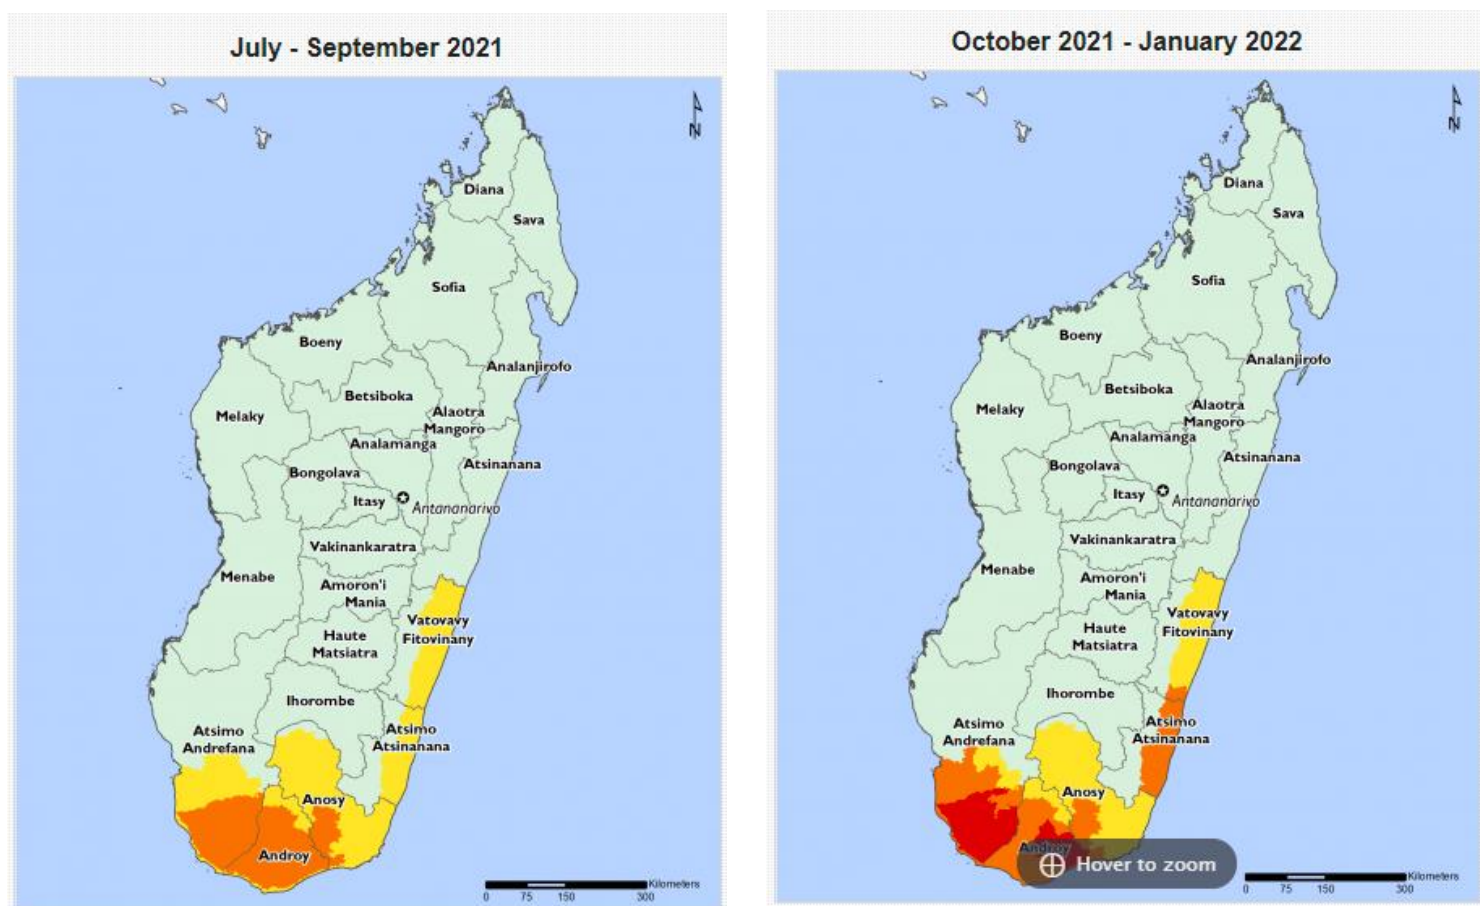 July - September 2021
N
Diana
Sava
Sofia
Boeny
Analanjirofo
Betsiboka
Melaky
Alaotra
Mangoro
Analamanga
Atsinanana
Bongolava
Itasy
Antananarivo
Vakinankaratra
Menabe
Amoron'i
Mania
Vatovavy
Fitovinany
Haute
Matsiatra
Ihorombe
Atsimo
Andrefana
Atsimo
Atsinanana
Anosy
Androy
Kilometers
0 75 150 300
October 2021 - January 2022
N
Diana
Sava
Sofia
Boeny
Analanjirofo
Betsiboka
Melaky
Alaotra
Mangoro
Analamanga
Atsinanana
Bongolava
Itasy
Antananarivo
Vakinankaratra
Menabe
Amoron'i
Mania
Vatovavy
Fitovinany
Haute
Matsiatra
Ihorombe
Atsimo
Andrefana
Atsimo
Atsinanana
Anosy
Androy
Hover to zoom
Kilometers
0 75 150 300